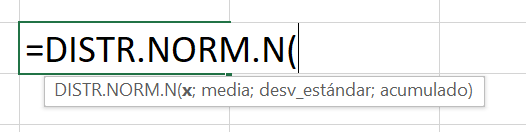 =DISTR.NORM.N(
DISTR.NORM.N(x; media; desv_estándar; acumulado)